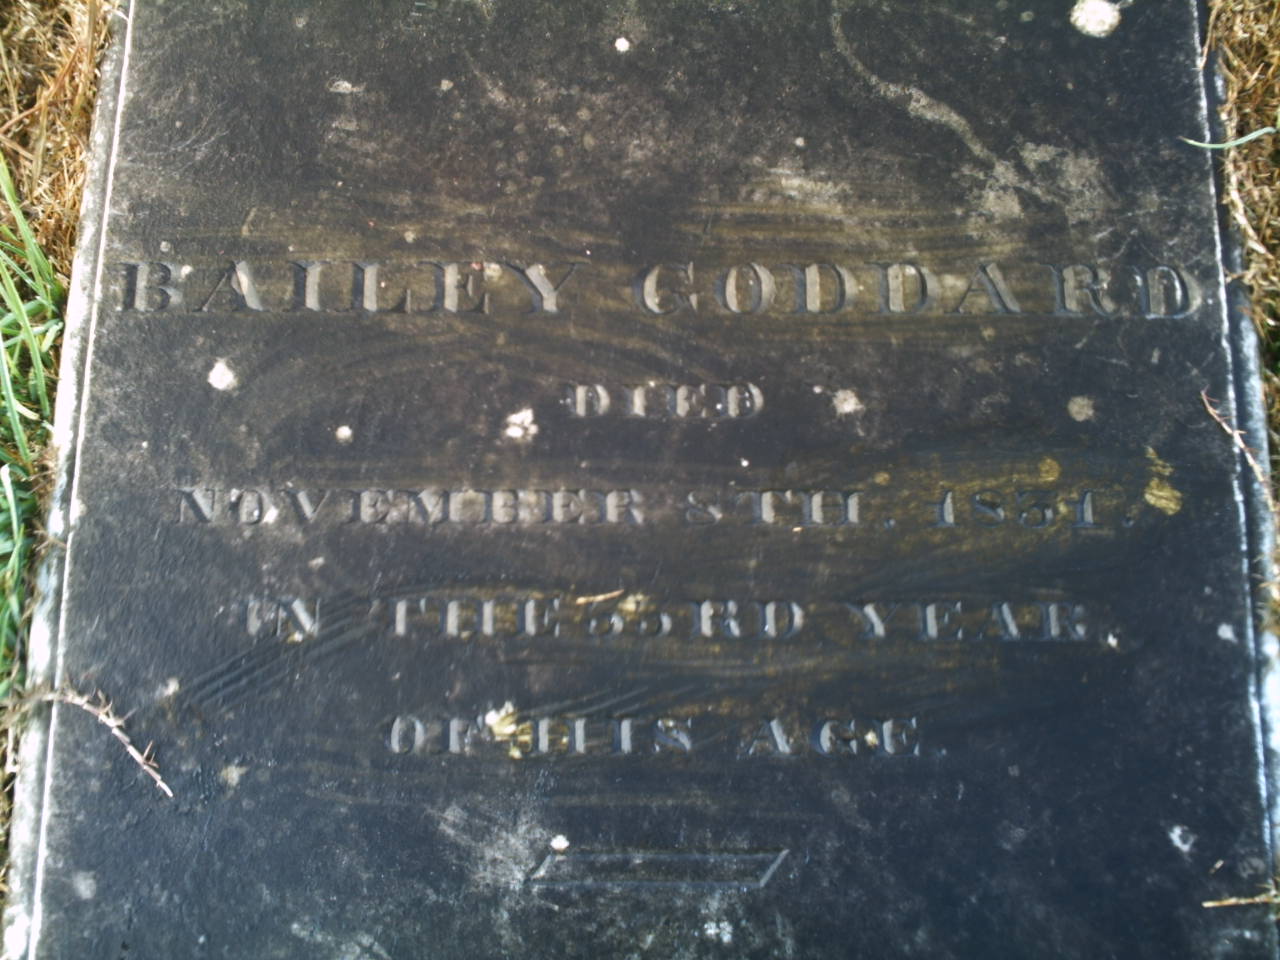 BAILEY GODDARD
DIED
NOVEMBER 8TH. 1831.
IN THE 53RD YEAR
OF HIS AGE.